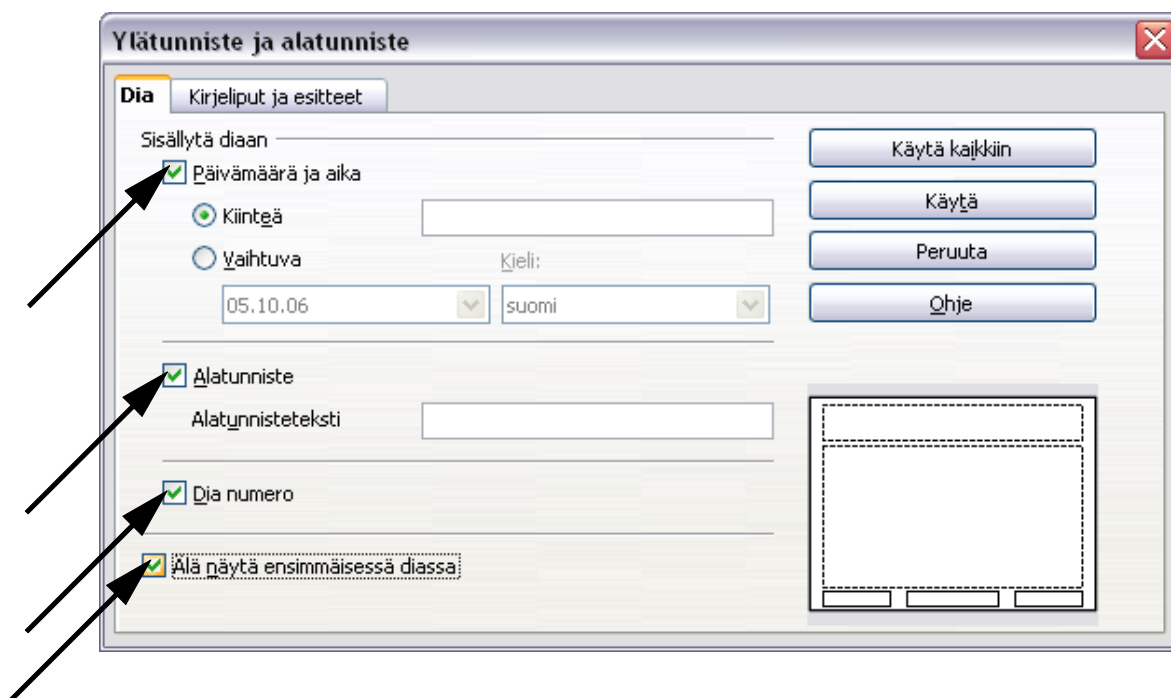 Ylätunniste ja alatunniste
Dia
Kirjeliput ja esitteet
Sisällytä diaan
Päivämäärä ja aika
Kiinteä
Vaihtuva
Kieli:
05.10.06
suomi
Alatunniste
Alatunnisteteksti
Dia numero
Älä näytä ensimmäisessä diassa
Käytä kaikkiin
Käytä
Peruuta
Ohje